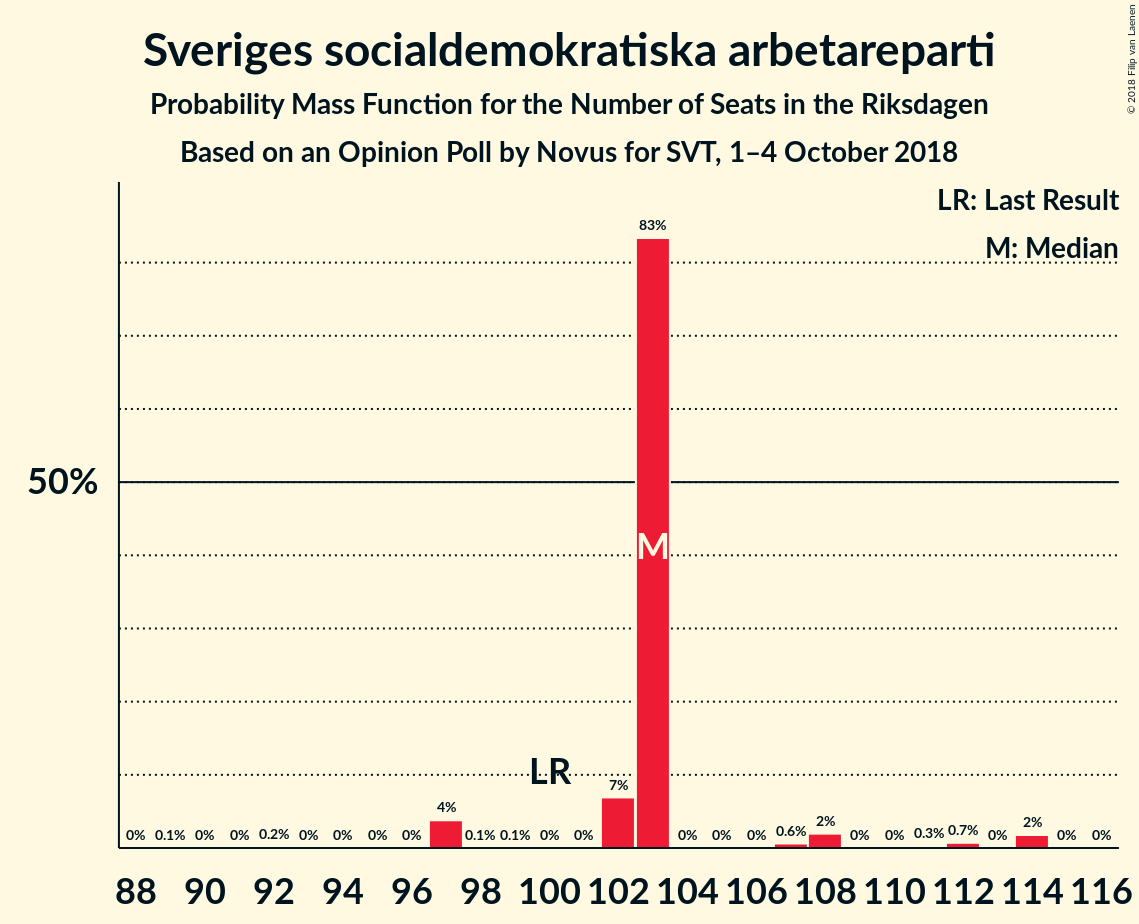 Sveriges socialdemokratiska arbetareparti
Probability Mass Function for the Number of Seats in the Riksdagen
Based on an Opinion Poll by Novus for SVT, 1–4 October 2018
© 2018 Filip van Laenen
LR: Last Result
M: Median
83%
50%
M
LR
7%
4%
0% 0.1% 0% 0% 0.2% 0% 0% 0% 0% 0.1% 0.1% 0% 0% 0% 0% 0% 0.6% 2% 0% 0% 0.3% 0.7% 0% 2% 0% 0%
88 90 92 94 96 98 100 102 104 106 108 110 112 114 116